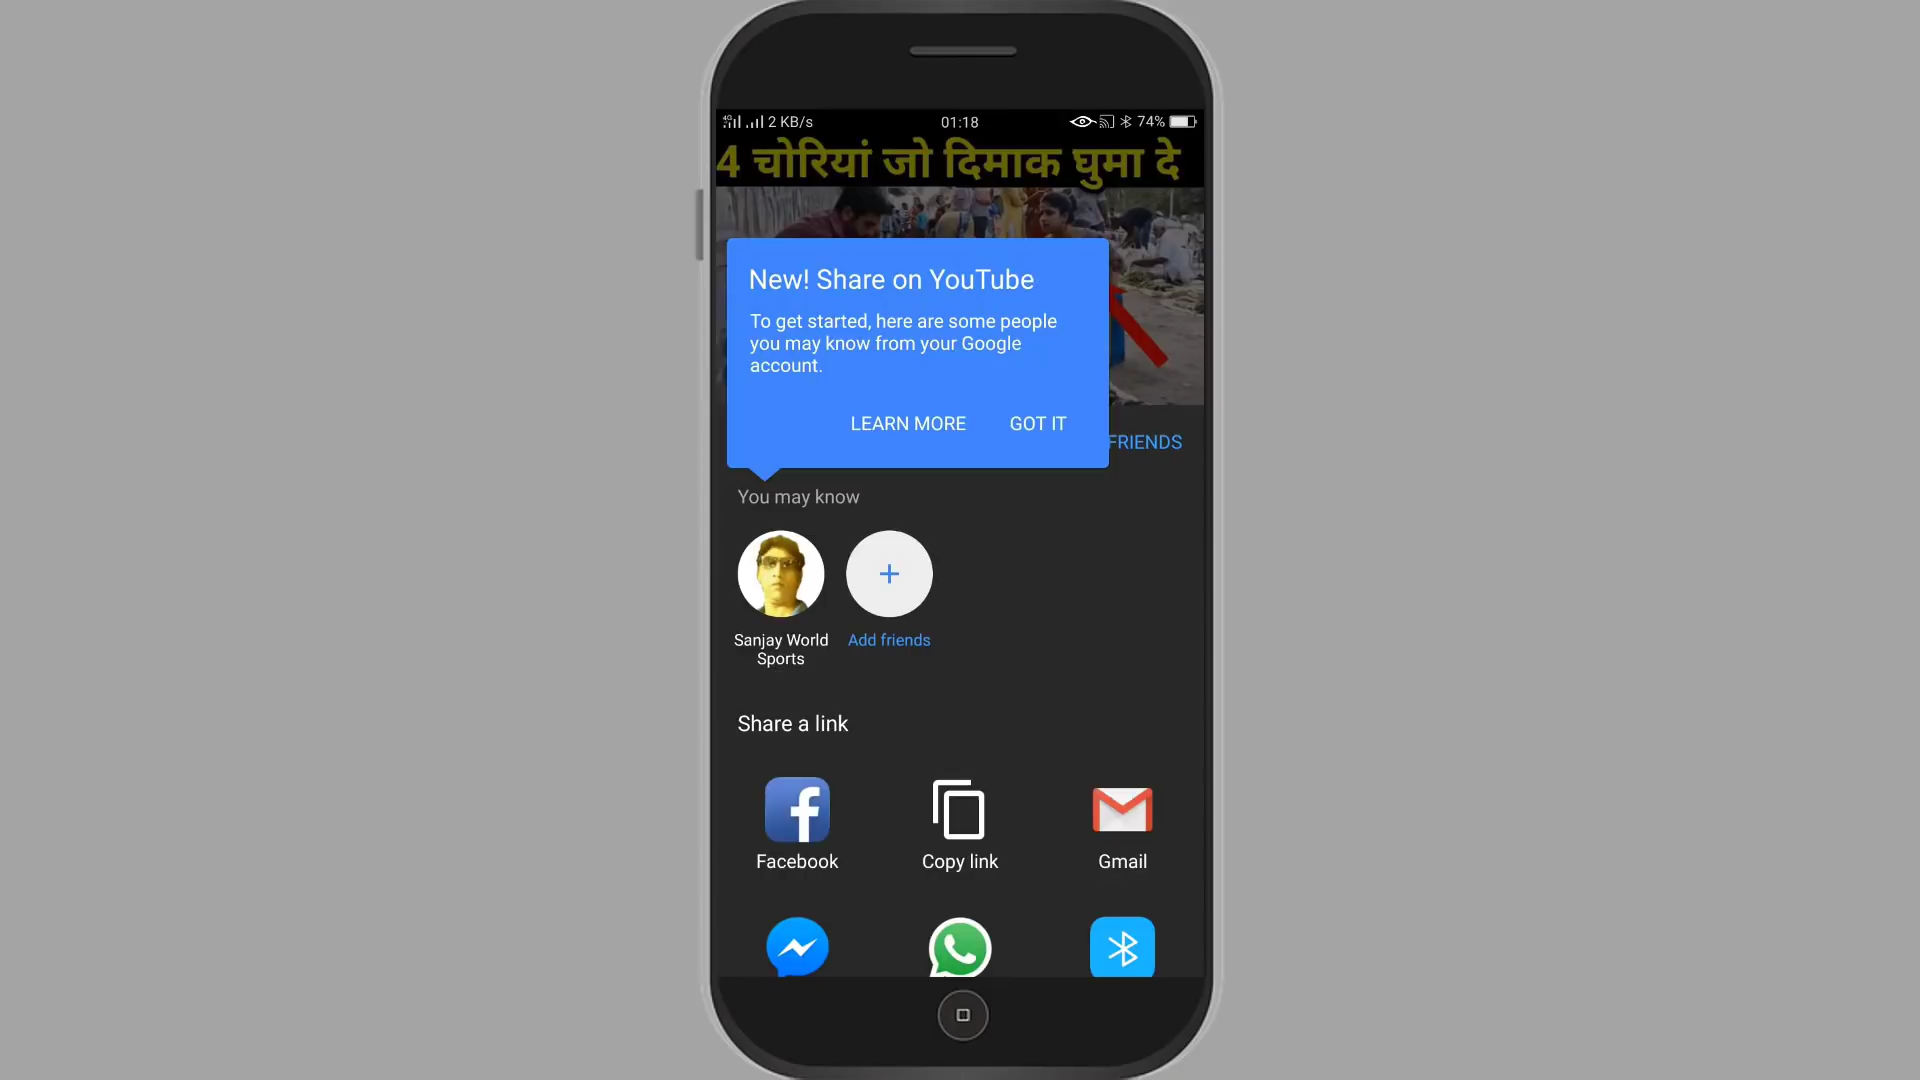 4G 2 KB/s 01:18 74%
4 चोरियां जो दिमाक घुमा दे
New! Share on YouTube
To get started, here are some people
you may know from your Google
account.
LEARN MORE GOT IT
FRIENDS
You may know
Sanjay World
Sports
Add friends
Share a link
Facebook
Copy link
Gmail